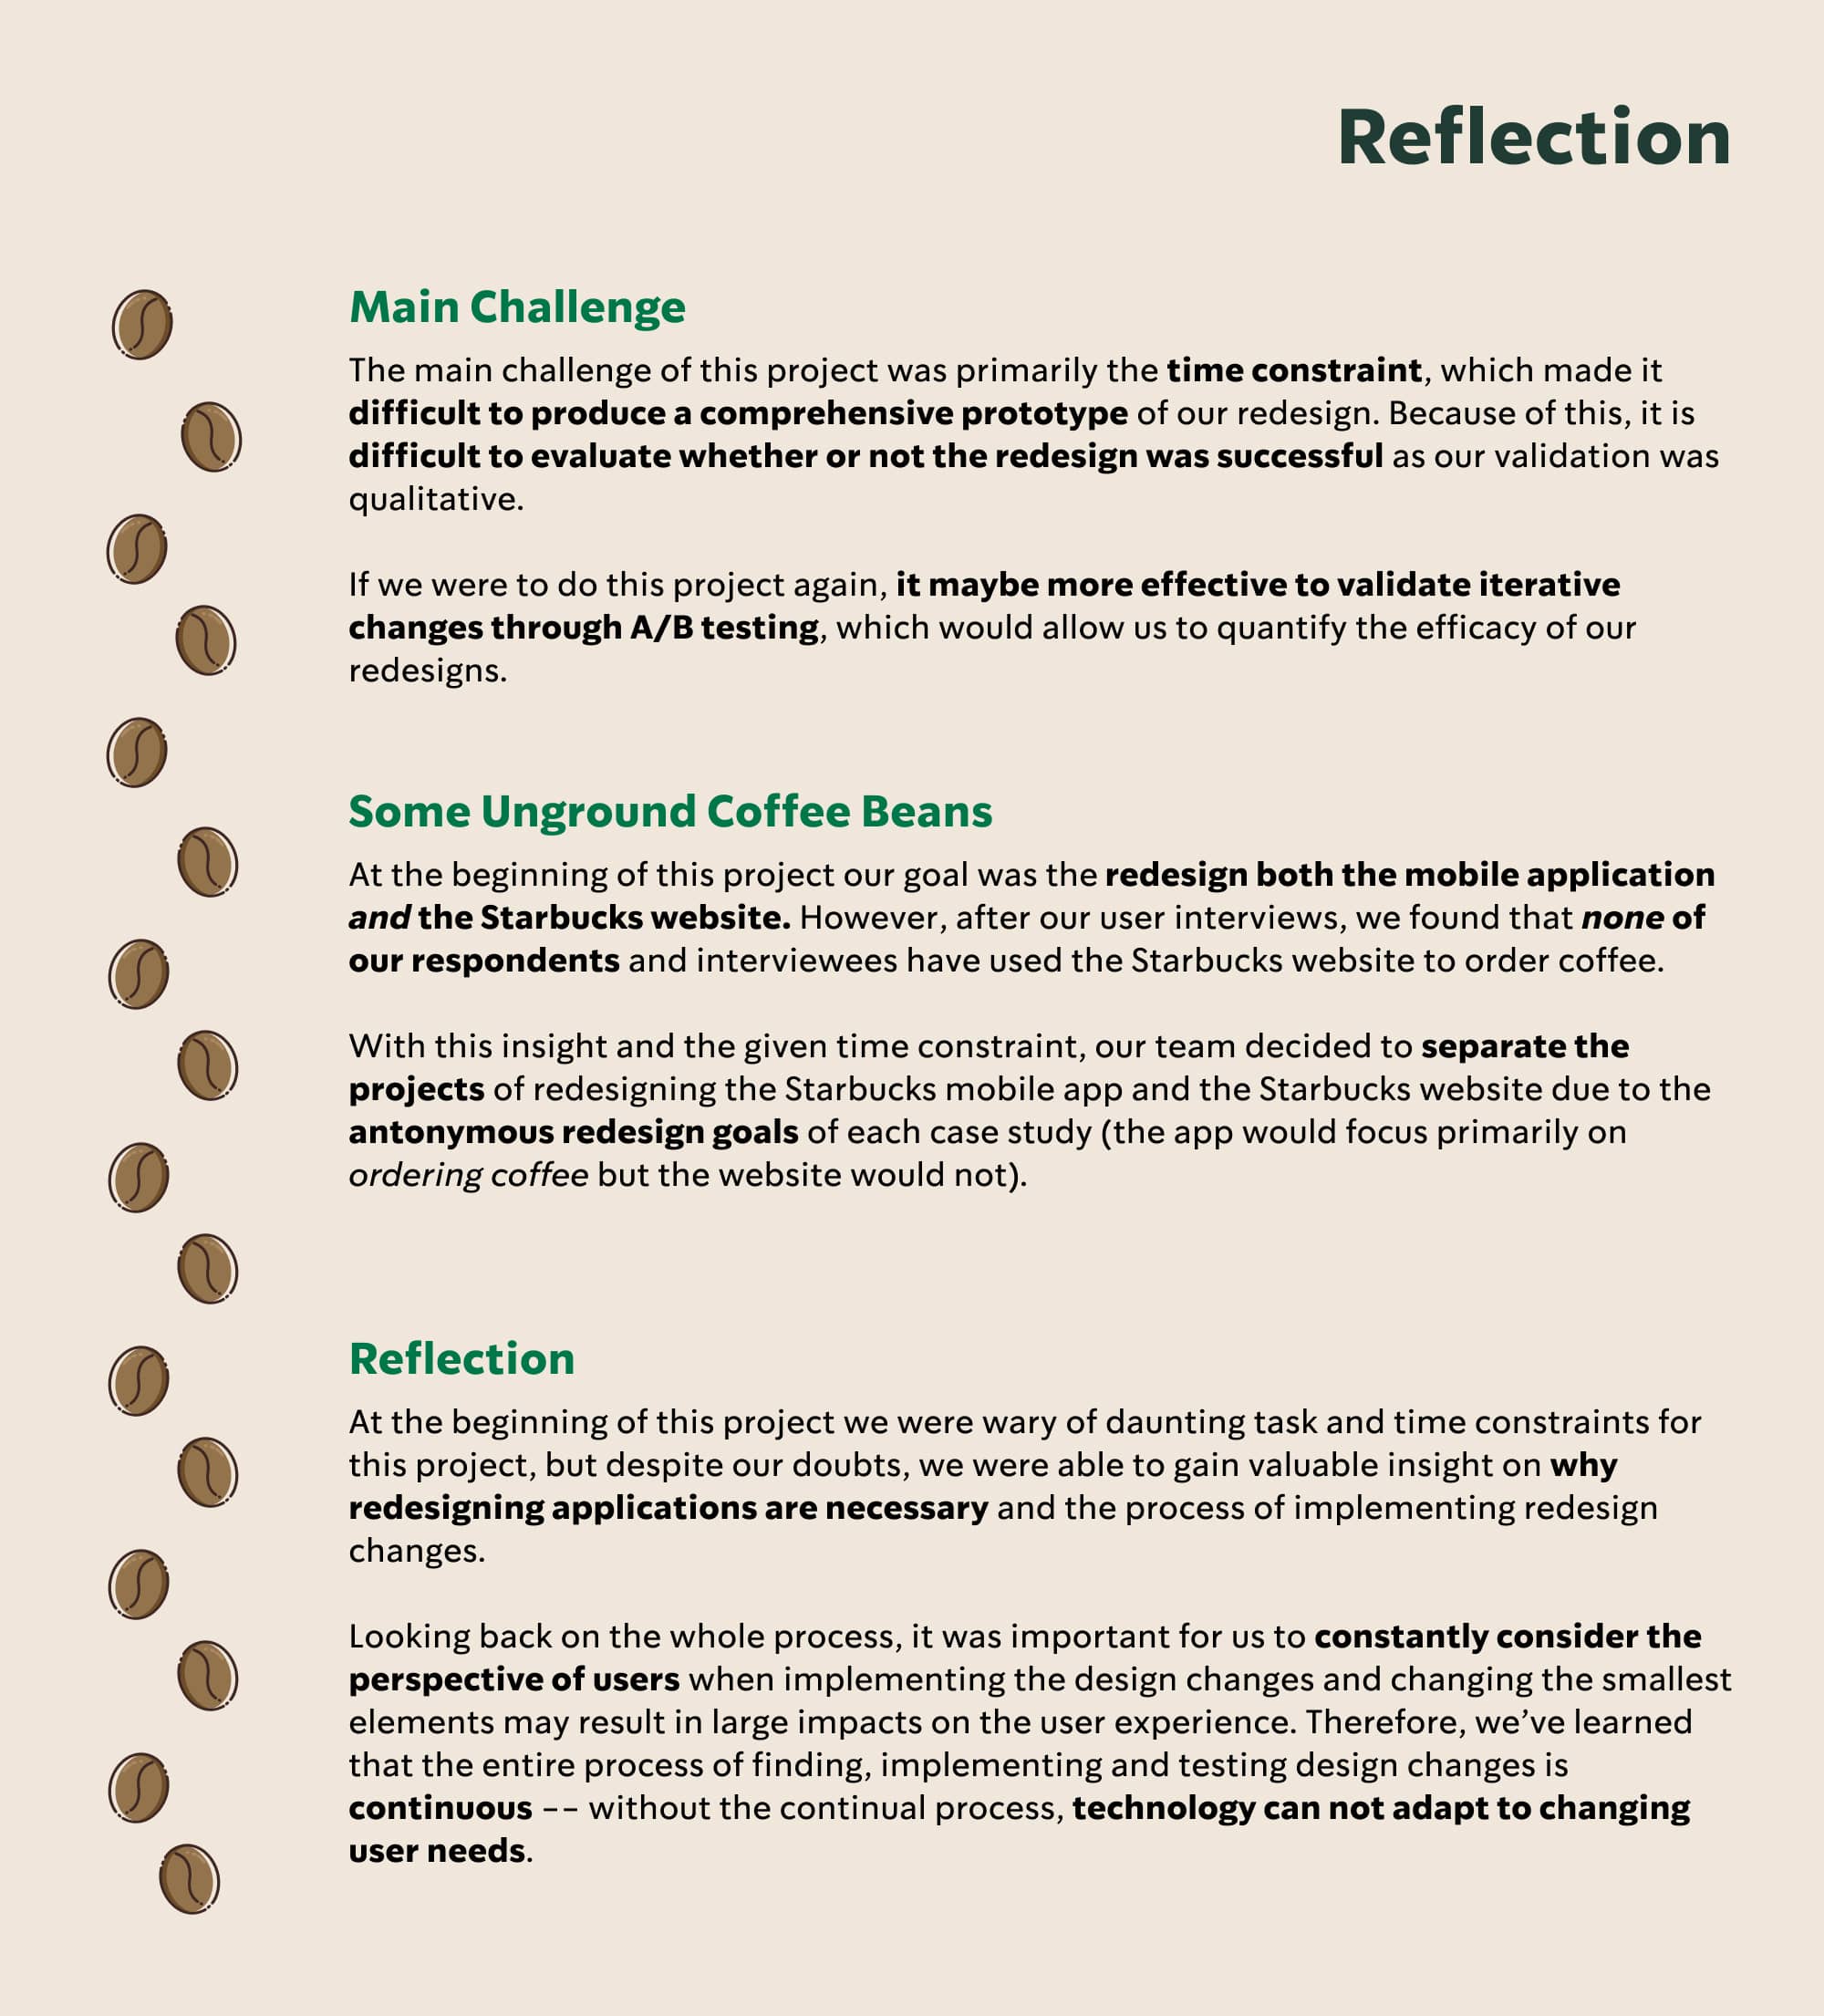 Reflection
Main Challenge
The main challenge of this project was primarily the time constraint, which made it
difficult to produce a comprehensive prototype of our redesign. Because of this, it is
difficult to evaluate whether or not the redesign was successful as our validation was
qualitative.
If we were to do this project again, it maybe more effective to validate iterative
changes through A/B testing, which would allow us to quantify the efficacy of our
redesigns.
Some Unground Coffee Beans
At the beginning of this project our goal was the redesign both the mobile application
and the Starbucks website. However, after our user interviews, we found that none of
our respondents and interviewees have used the Starbucks website to order coffee.
With this insight and the given time constraint, our team decided to separate the
projects of redesigning the Starbucks mobile app and the Starbucks website due to the
antonymous redesign goals of each case study (the app would focus primarily on
ordering coffee but the website would not).
Reflection
At the beginning of this project we were wary of daunting task and time constraints for
this project, but despite our doubts, we were able to gain valuable insight on why
redesigning applications are necessary and the process of implementing redesign
changes.
Looking back on the whole process, it was important for us to constantly consider the
perspective of users when implementing the design changes and changing the smallest
elements may result in large impacts on the user experience. Therefore, we’ve learned
that the entire process of finding, implementing and testing design changes is
continuous -- without the continual process, technology can not adapt to changing
user needs.